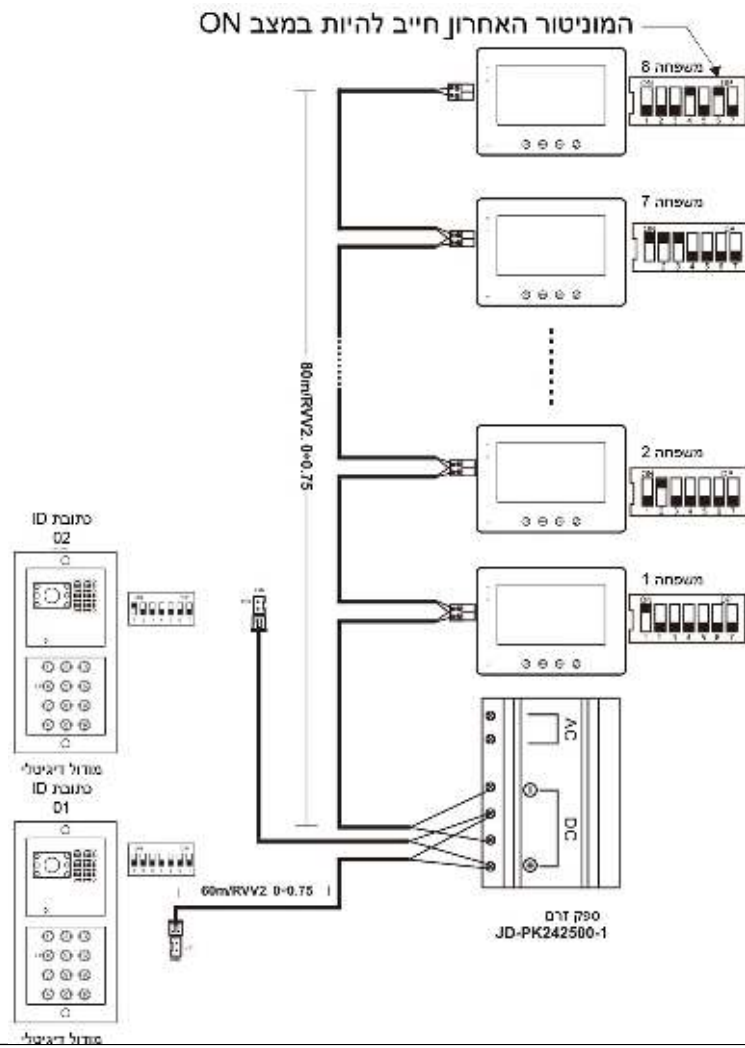 המוניטור האחרון חייב להיות במצב ON
משפחה 8
משפחה 7
משפחה 2
משפחה 1
80m/RVV2. 0*0.75
כתובת ID
02
מודול דיגיטלי
כתובת ID
01
60m/RVV2 0*0.75
מודול דיגיטלי
AC
DC
ספק זרם
JD-PK242500-1